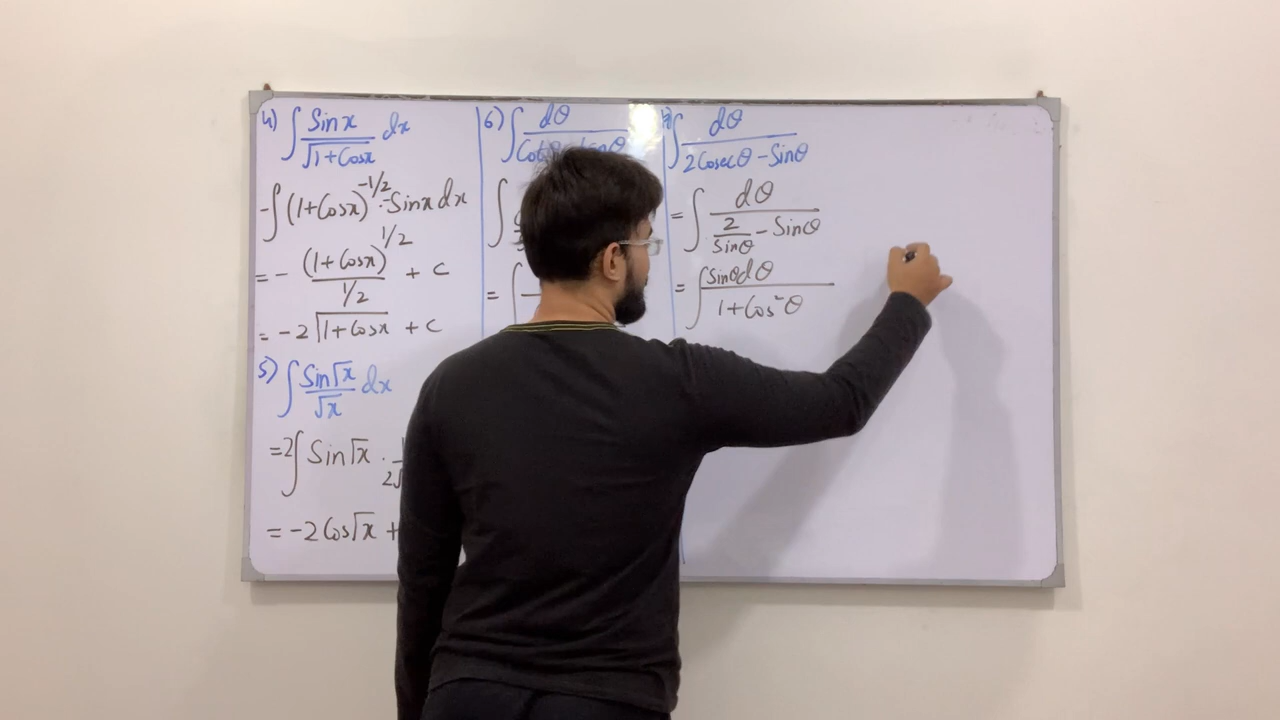 4) ∫ Sinx / √1+Cosx dx
-∫ (1+Cosx)^-1/2 . -Sinx dx
= - (1+Cosx)^1/2 / 1/2 + c
= -2 √1+Cosx + c
5) ∫ Sin√x / √x dx
=2∫ Sin√x .
= -2 Cos√x +
6) ∫ dθ /
∫
= ∫
∫ dθ / 2Cosecθ - Sinθ
= ∫ dθ / 2/Sinθ - Sinθ
= ∫ Sinθdθ / 1+Cos²θ